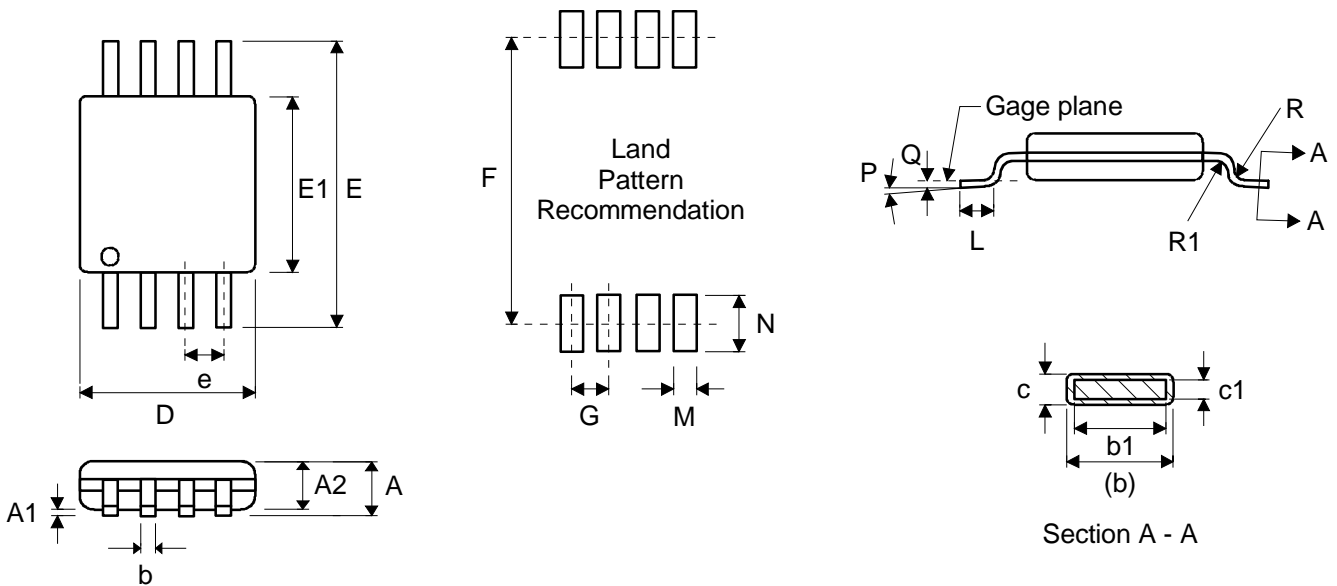 E1
E
e
D
A1
A2
A
b
F
Land
Pattern
Recommendation
N
G
M
Gage plane
R
Q
P
A
L
R1
A
c
c1
b1
(b)
Section A - A